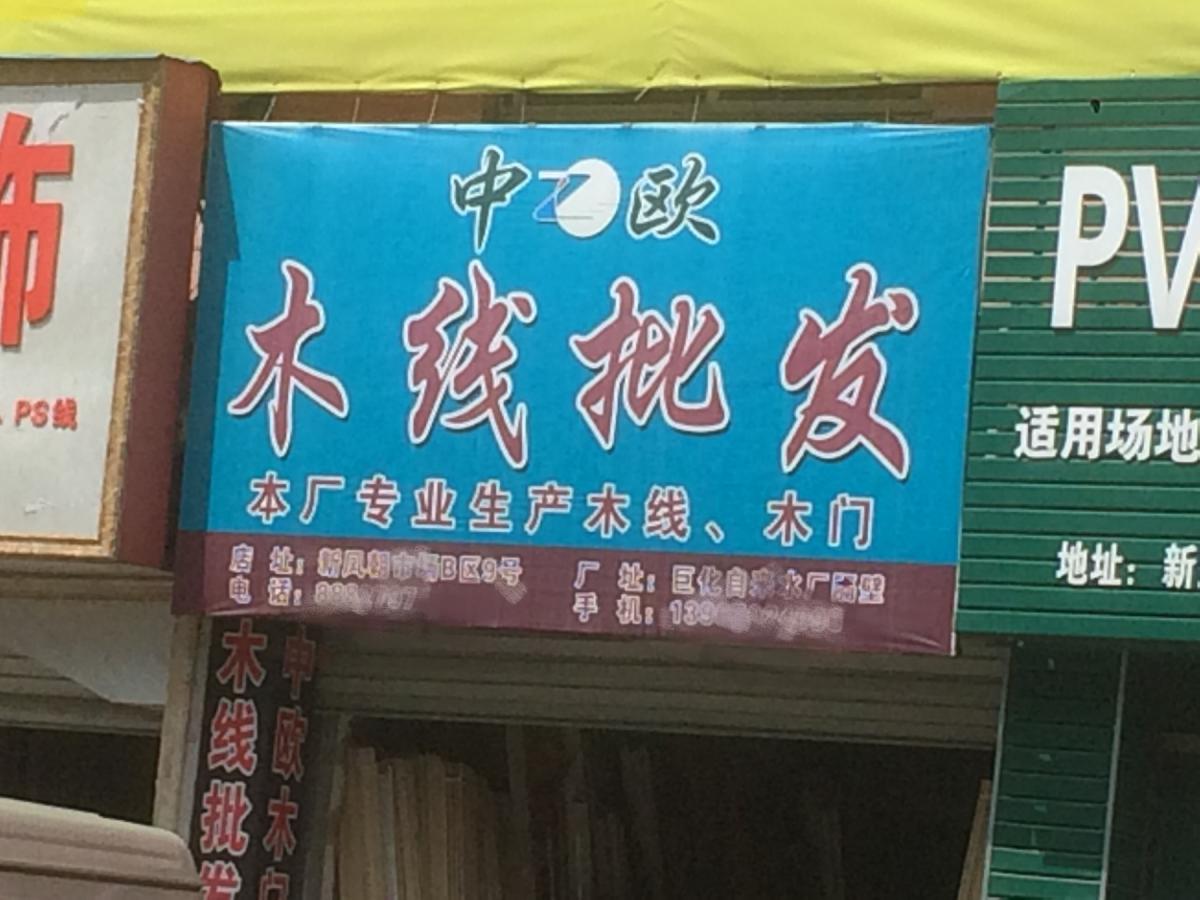 饰
PS线
中欧
木线批发
本厂专业生产木线、木门
店 址：新凤朝市场B区9号
电 话：
厂 址：巨化自来水厂隔壁
手 机：139
PV
适用场地
地址：新
中欧木门
木线批发